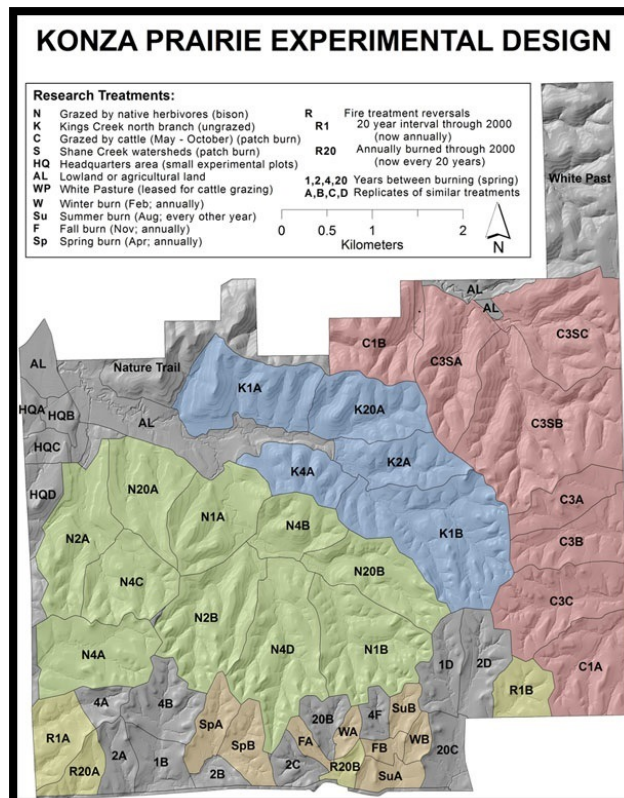 KONZA PRAIRIE EXPERIMENTAL DESIGN
Research Treatments:
N Grazed by native herbivores (bison)
K Kings Creek north branch (ungrazed)
C Grazed by cattle (May - October) (patch burn)
S Shane Creek watersheds (patch burn)
HQ Headquarters area (small experimental plots)
AL Lowland or agricultural land
WP White Pasture (leased for cattle grazing)
W Winter burn (Feb; annually)
Su Summer burn (Aug; every other year)
F Fall burn (Nov; annually)
Sp Spring burn (Apr; annually)
R Fire treatment reversals
R1 20 year interval through 2000
(now annually)
R20 Annually burned through 2000
(now every 20 years)
1,2,4,20 Years between burning (spring)
A,B,C,D Replicates of similar treatments
0 0.5 1 2
Kilometers
N
White Past
AL
AL
C1B
C3SC
C3SA
AL
Nature Trail
K1A
K20A
HQA
HQB
AL
C3SB
HQC
K4A
K2A
HQD
N20A
N1A
N4B
C3A
N2A
K1B
C3B
N4C
N20B
C3C
N2B
N4A
N4D
N1B
1D
2D
C1A
R1B
4A
4B
SpA
20B
WA
4F
SuB
R1A
SpB
FA
FB
WB
20C
R20A
2A
1B
2B
2C
R20B
SuA